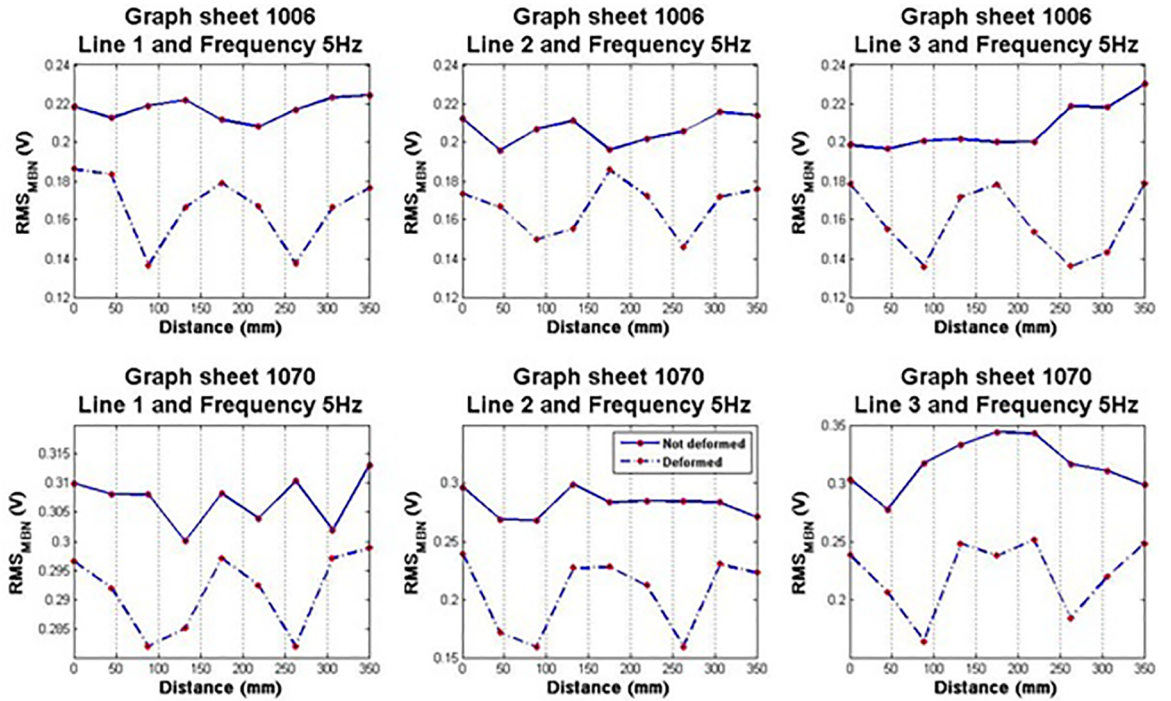 Graph sheet 1006
Line 1 and Frequency 5Hz
0.24
0.22
0.2
0.18
0.16
0.14
0.12
RMS_MBN (V)
0 50 100 150 200 250 300 350
Distance (mm)
Graph sheet 1006
Line 2 and Frequency 5Hz
0.24
0.22
0.2
0.18
0.16
0.14
0.12
RMS_MBN (V)
0 50 100 150 200 250 300 350
Distance (mm)
Graph sheet 1006
Line 3 and Frequency 5Hz
0.24
0.22
0.2
0.18
0.16
0.14
0.12
RMS_MBN (V)
0 50 100 150 200 250 300 350
Distance (mm)
Graph sheet 1070
Line 1 and Frequency 5Hz
0.315
0.31
0.305
0.3
0.295
0.29
0.285
RMS_MBN (V)
0 50 100 150 200 250 300 350
Distance (mm)
Graph sheet 1070
Line 2 and Frequency 5Hz
Not deformed
Deformed
0.3
0.25
0.2
0.15
RMS_MBN (V)
0 50 100 150 200 250 300 350
Distance (mm)
Graph sheet 1070
Line 3 and Frequency 5Hz
0.35
0.3
0.25
0.2
RMS_MBN (V)
0 50 100 150 200 250 300 350
Distance (mm)